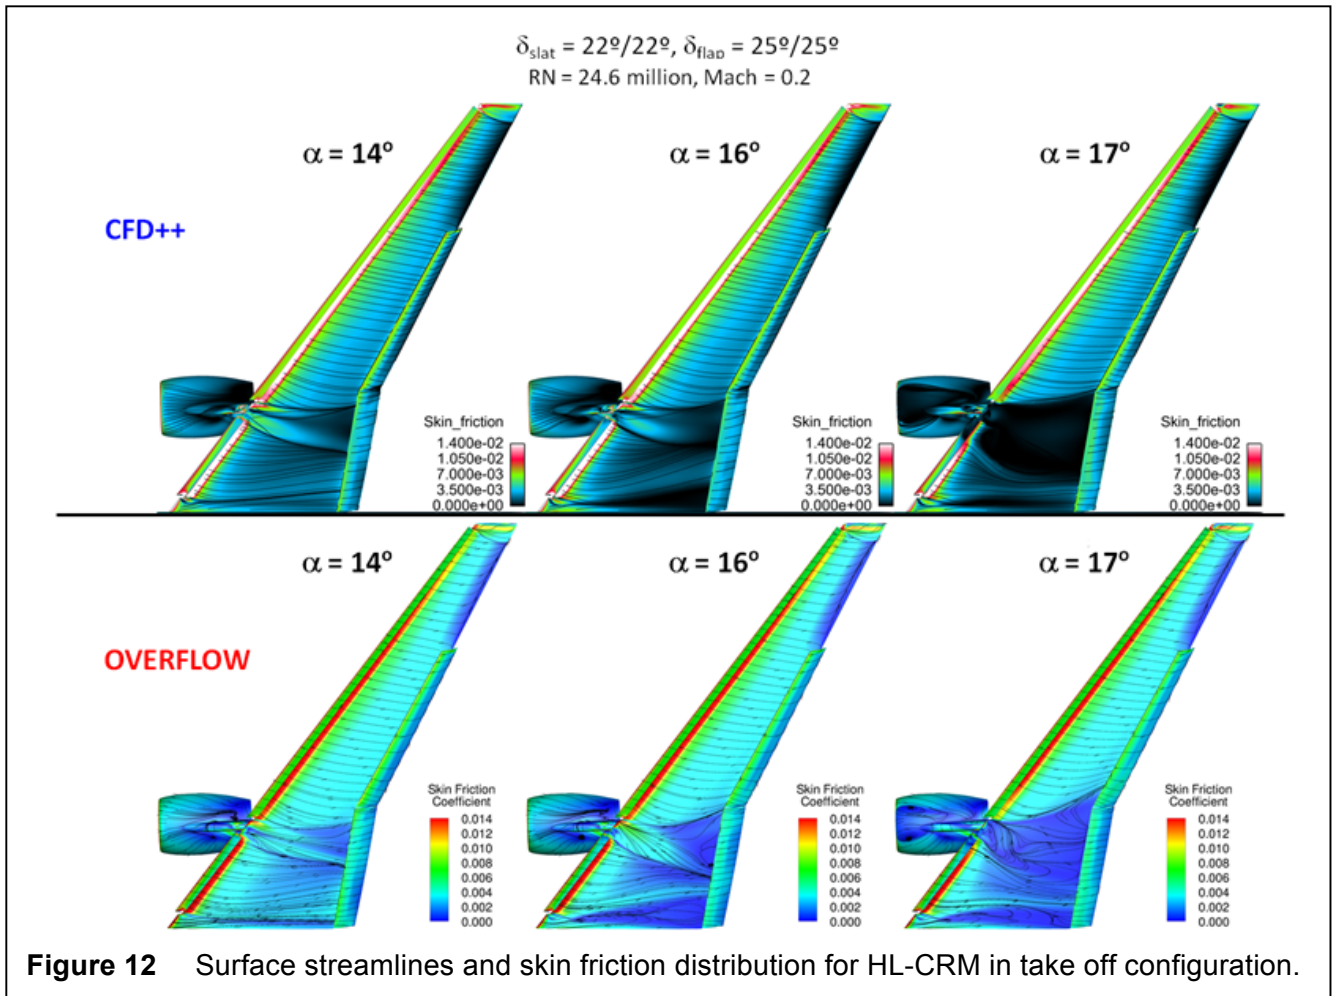 δslat = 22º/22º, δflap = 25º/25º
RN = 24.6 million, Mach = 0.2
α = 14º
α = 16º
α = 17º
CFD++
Skin_friction
1.400e-02
1.050e-02
7.000e-03
3.500e-03
0.000e+00
Skin_friction
1.400e-02
1.050e-02
7.000e-03
3.500e-03
0.000e+00
Skin_friction
1.400e-02
1.050e-02
7.000e-03
3.500e-03
0.000e+00
α = 14º
α = 16º
α = 17º
OVERFLOW
Skin Friction
Coefficient
0.014
0.012
0.010
0.008
0.006
0.004
0.002
0.000
Skin Friction
Coefficient
0.014
0.012
0.010
0.008
0.006
0.004
0.002
0.000
Skin Friction
Coefficient
0.014
0.012
0.010
0.008
0.006
0.004
0.002
0.000
Figure 12 Surface streamlines and skin friction distribution for HL-CRM in take off configuration.